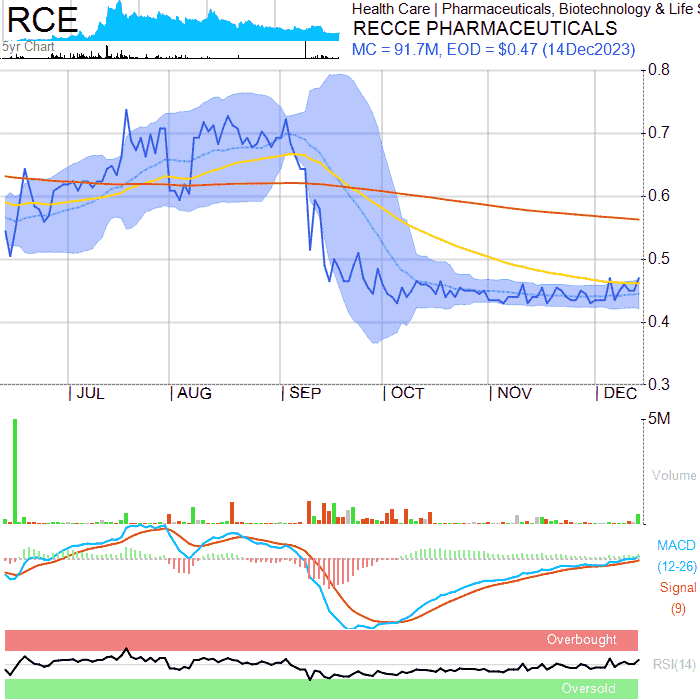 RCE
5yr Chart
Health Care | Pharmaceuticals, Biotechnology & Life S
RECCE PHARMACEUTICALS
MC = 91.7M, EOD = $0.47 (14Dec2023)
0.8
0.7
0.6
0.5
0.4
0.3
JUL
AUG
SEP
OCT
NOV
DEC
5M
Volume
MACD
(12-26)
Signal
(9)
Overbought
RSI(14)
Oversold